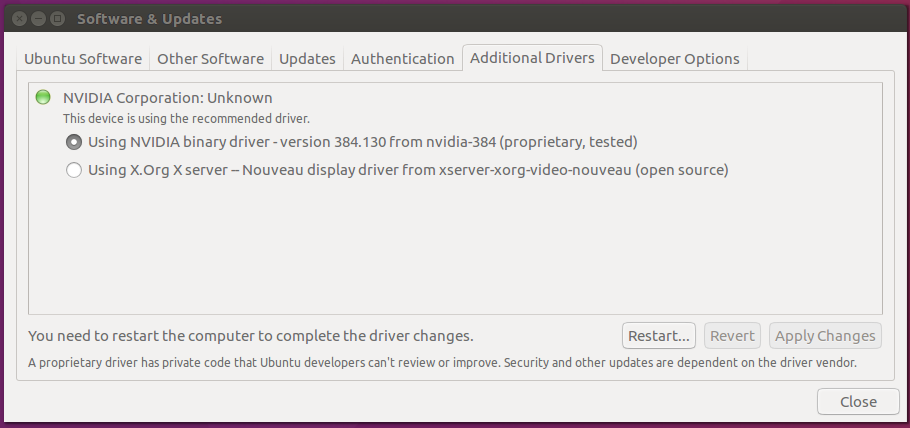 Software & Updates
Ubuntu Software Other Software Updates Authentication Additional Drivers Developer Options
NVIDIA Corporation: Unknown
This device is using the recommended driver.
Using NVIDIA binary driver - version 384.130 from nvidia-384 (proprietary, tested)
Using X.Org X server -- Nouveau display driver from xserver-xorg-video-nouveau (open source)
You need to restart the computer to complete the driver changes. Restart... Revert Apply Changes
A proprietary driver has private code that Ubuntu developers can't review or improve. Security and other updates are dependent on the driver vendor.
Close